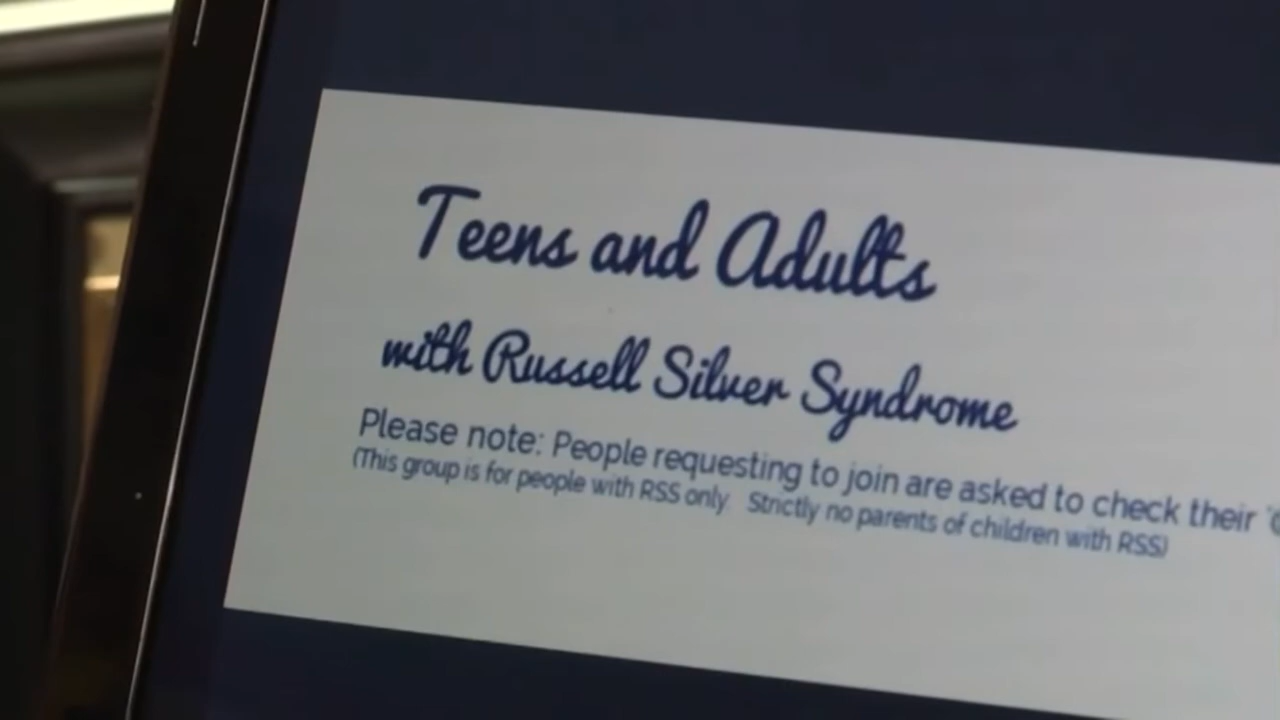 Teens and Adults
with Russell Silver Syndrome
Please note: People requesting to join are asked to check their
(This group is for people with RSS only. Strictly no parents of children with RSS)